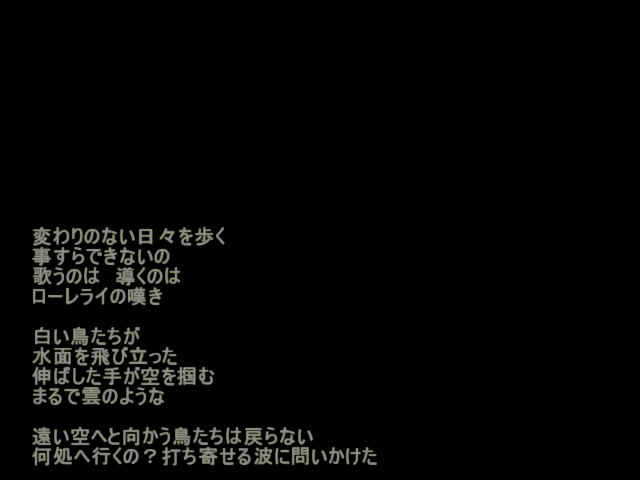 変わりのない日々を歩く
事すらできないの
歌うのは　導くのは
ローレライの嘆き

白い鳥たちが
水面を飛び立った
伸ばした手が空を掴む
まるで雲のような

遠い空へと向かう鳥たちは戻らない
何処へ行くの？打ち寄せる波に問いかけた